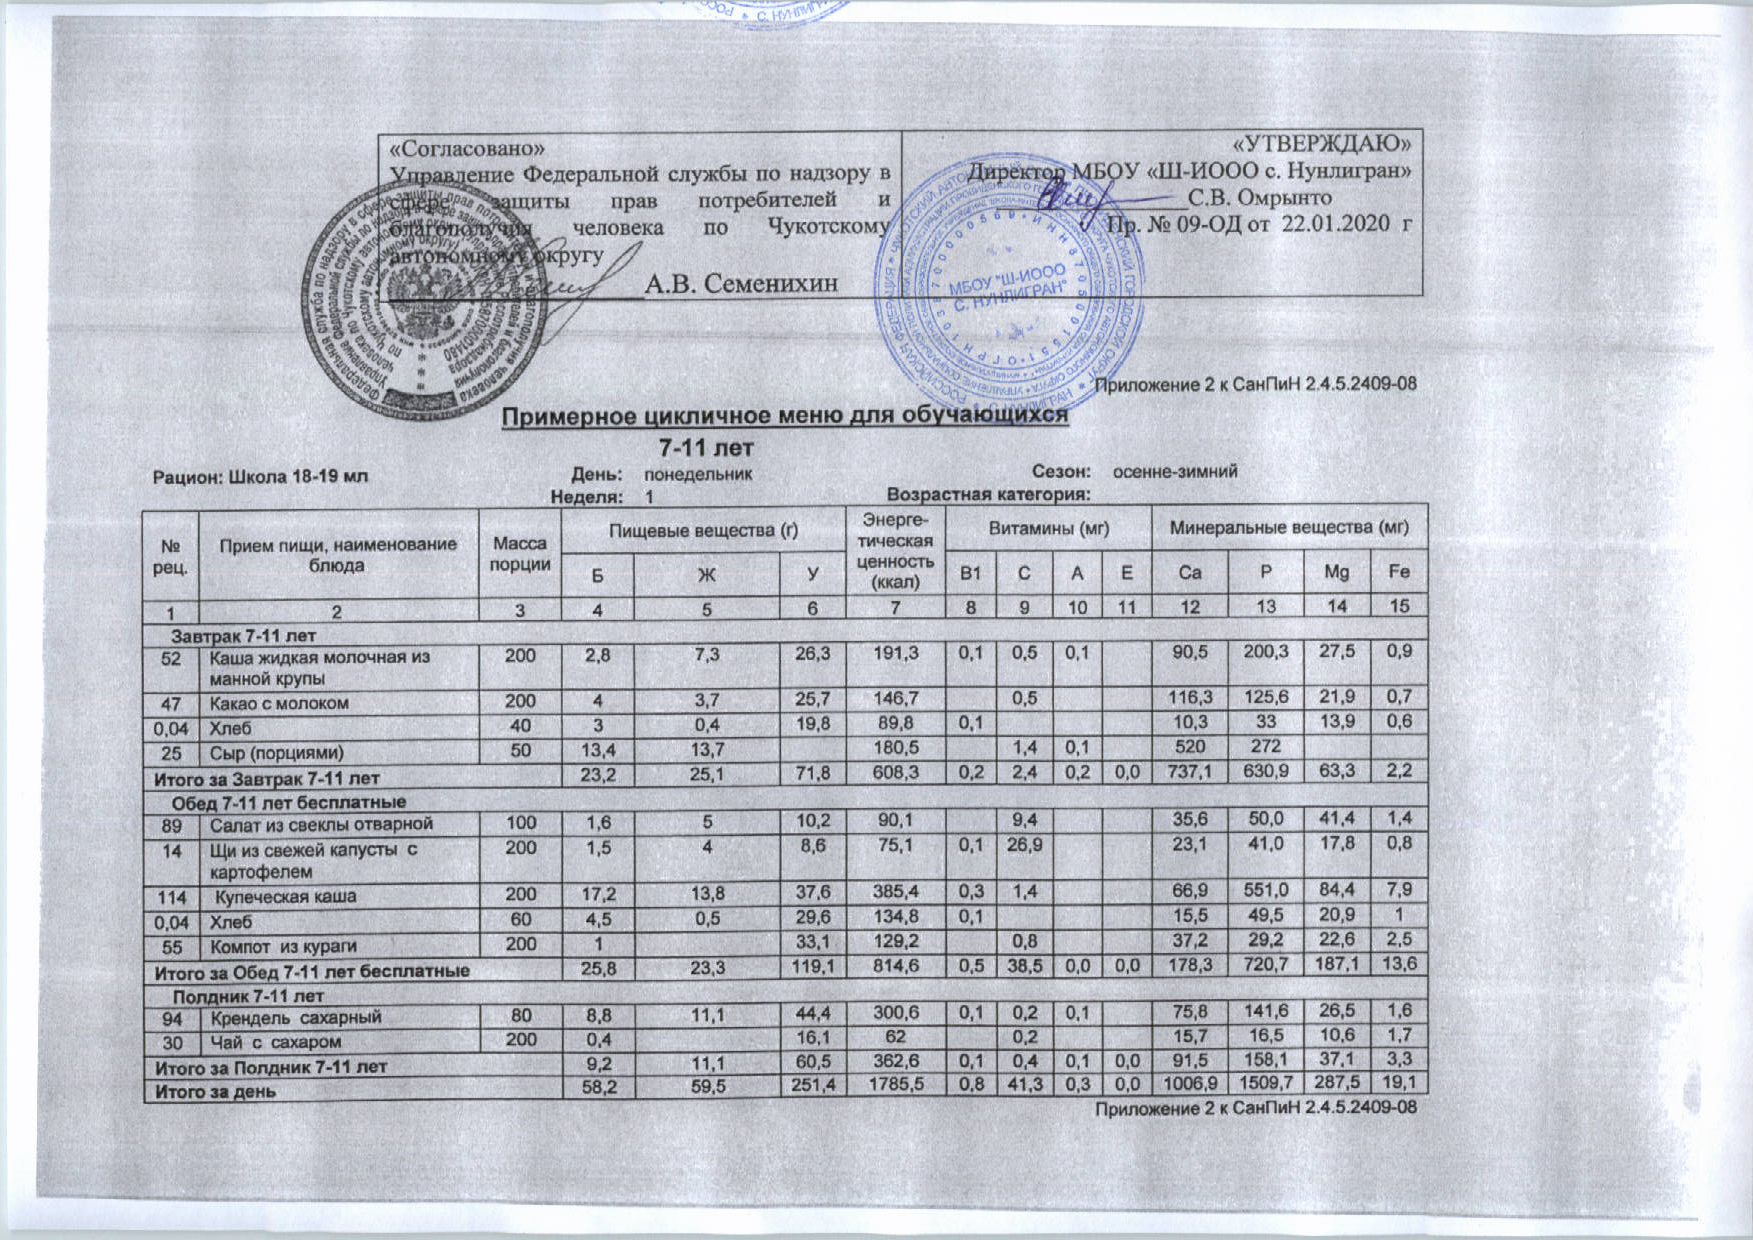 «Согласовано»
Управление Федеральной службы по надзору в
сфере защиты прав потребителей и
благополучия человека по Чукотскому
автономному округу
А.В. Семенихин
«УТВЕРЖДАЮ»
Директор МБОУ «Ш-ИООО с. Нунлигран»
С.В. Омрынто
Пр. № 09-ОД от 22.01.2020 г
МБОУ "Ш-ИООО
С. НУНЛИГРАН"
Приложение 2 к СанПиН 2.4.5.2409-08
Примерное цикличное меню для обучающихся
7-11 лет
Рацион: Школа 18-19 мл День: понедельник Сезон: осенне-зимний
Неделя: 1 Возрастная категория:
№ рец. Прием пищи, наименование блюда Масса порции Пищевые вещества (г) Энерге-тическая ценность (ккал) Витамины (мг) Минеральные вещества (мг)
Б Ж У В1 С А Е Ca P Mg Fe
1 2 3 4 5 6 7 8 9 10 11 12 13 14 15
Завтрак 7-11 лет
52 Каша жидкая молочная из 200 2,8 7,3 26,3 191,3 0,1 0,5 0,1 90,5 200,3 27,5 0,9
манной крупы
47 Какао с молоком 200 4 3,7 25,7 146,7 0,5 116,3 125,6 21,9 0,7
0,04 Хлеб 40 3 0,4 19,8 89,8 0,1 10,3 33 13,9 0,6
25 Сыр (порциями) 50 13,4 13,7 180,5 1,4 0,1 520 272
Итого за Завтрак 7-11 лет 23,2 25,1 71,8 608,3 0,2 2,4 0,2 0,0 737,1 630,9 63,3 2,2
Обед 7-11 лет бесплатные
89 Салат из свеклы отварной 100 1,6 5 10,2 90,1 9,4 35,6 50,0 41,4 1,4
14 Щи из свежей капусты с 200 1,5 4 8,6 75,1 0,1 26,9 23,1 41,0 17,8 0,8
картофелем
114 Купеческая каша 200 17,2 13,8 37,6 385,4 0,3 1,4 66,9 551,0 84,4 7,9
0,04 Хлеб 60 4,5 0,5 29,6 134,8 0,1 15,5 49,5 20,9 1
55 Компот из кураги 200 1 33,1 129,2 0,8 37,2 29,2 22,6 2,5
Итого за Обед 7-11 лет бесплатные 25,8 23,3 119,1 814,6 0,5 38,5 0,0 0,0 178,3 720,7 187,1 13,6
Полдник 7-11 лет
94 Крендель сахарный 80 8,8 11,1 44,4 300,6 0,1 0,2 0,1 75,8 141,6 26,5 1,6
30 Чай с сахаром 200 0,4 16,1 62 0,2 15,7 16,5 10,6 1,7
Итого за Полдник 7-11 лет 9,2 11,1 60,5 362,6 0,1 0,4 0,1 0,0 91,5 158,1 37,1 3,3
Итого за день 58,2 59,5 251,4 1785,5 0,8 41,3 0,3 0,0 1006,9 1509,7 287,5 19,1
Приложение 2 к СанПиН 2.4.5.2409-08